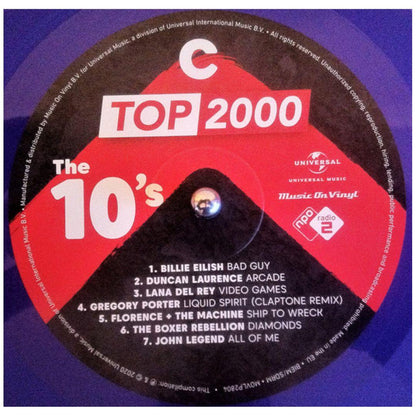 C
TOP 2000
The
10's
UNIVERSAL
UNIVERSAL MUSIC
Music On Vinyl
npo
radio
2
1. BILLIE EILISH BAD GUY
2. DUNCAN LAURENCE ARCADE
3. LANA DEL REY VIDEO GAMES
4. GREGORY PORTER LIQUID SPIRIT (CLAPTONE REMIX)
5. FLORENCE + THE MACHINE SHIP TO WRECK
6. THE BOXER REBELLION DIAMONDS
7. JOHN LEGEND ALL OF ME
Manufactured & distributed by Music On Vinyl B.V. for Universal Music, a division of Universal International Music B.V. • All rights reserved. Unauthorized copying, reproduction, hiring, lending, public performance and broadcasting prohibited. Made in the EU. • BIEM/STEMRA • MOVLP2804 • This compilation ℗ & © 2020 Universal Music, a division of Universal International Music B.V.